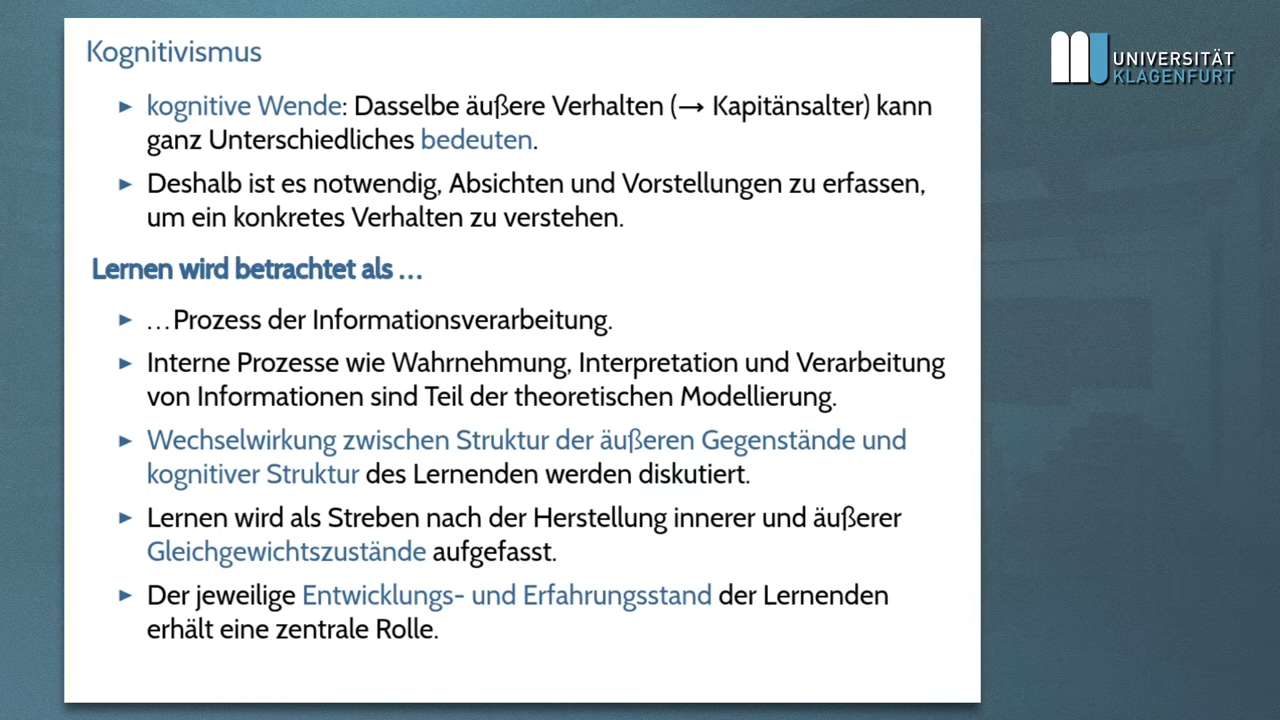 Kognitivismus
► kognitive Wende: Dasselbe äußere Verhalten (→ Kapitänsalter) kann
ganz Unterschiedliches bedeuten.
► Deshalb ist es notwendig, Absichten und Vorstellungen zu erfassen,
um ein konkretes Verhalten zu verstehen.
Lernen wird betrachtet als …
► …Prozess der Informationsverarbeitung.
► Interne Prozesse wie Wahrnehmung, Interpretation und Verarbeitung
von Informationen sind Teil der theoretischen Modellierung.
► Wechselwirkung zwischen Struktur der äußeren Gegenstände und
kognitiver Struktur des Lernenden werden diskutiert.
► Lernen wird als Streben nach der Herstellung innerer und äußerer
Gleichgewichtszustände aufgefasst.
► Der jeweilige Entwicklungs- und Erfahrungsstand der Lernenden
erhält eine zentrale Rolle.
UNIVERSITÄT
KLAGENFURT